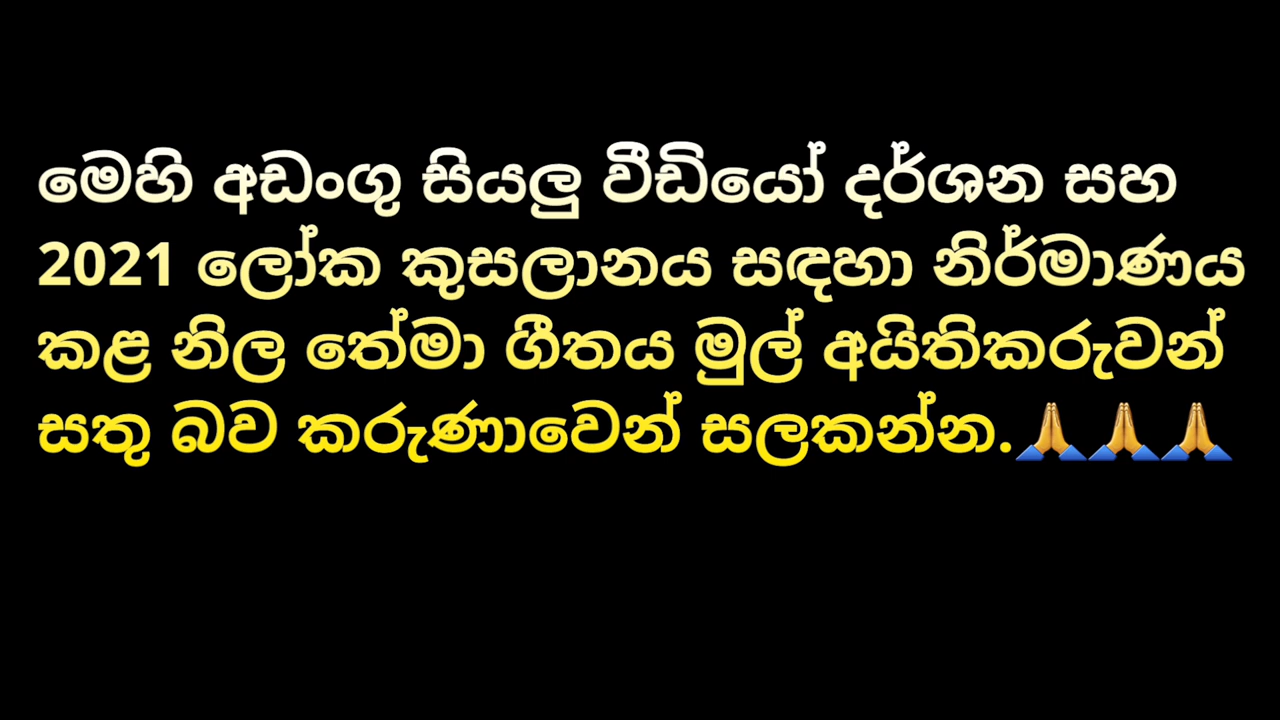 මෙහි අඩංගු සියලු වීඩියෝ දර්ශන සහ
2021 ලෝක කුසලානය සඳහා නිර්මාණය
කළ නිල තේමා ගීතය මුල් අයිතිකරුවන්
සතු බව කරුණාවෙන් සලකන්න.🙏🙏🙏